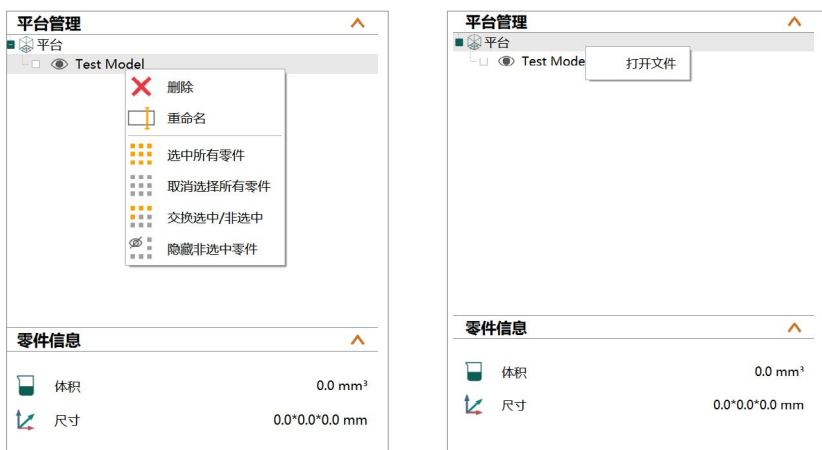 平台管理
平台
Test Model
删除
重命名
选中所有零件
取消选择所有零件
交换选中/非选中
隐藏非选中零件
零件信息
体积 0.0 mm³
尺寸 0.0*0.0*0.0 mm
平台管理
平台
Test Mode
打开文件
零件信息
体积 0.0 mm³
尺寸 0.0*0.0*0.0 mm